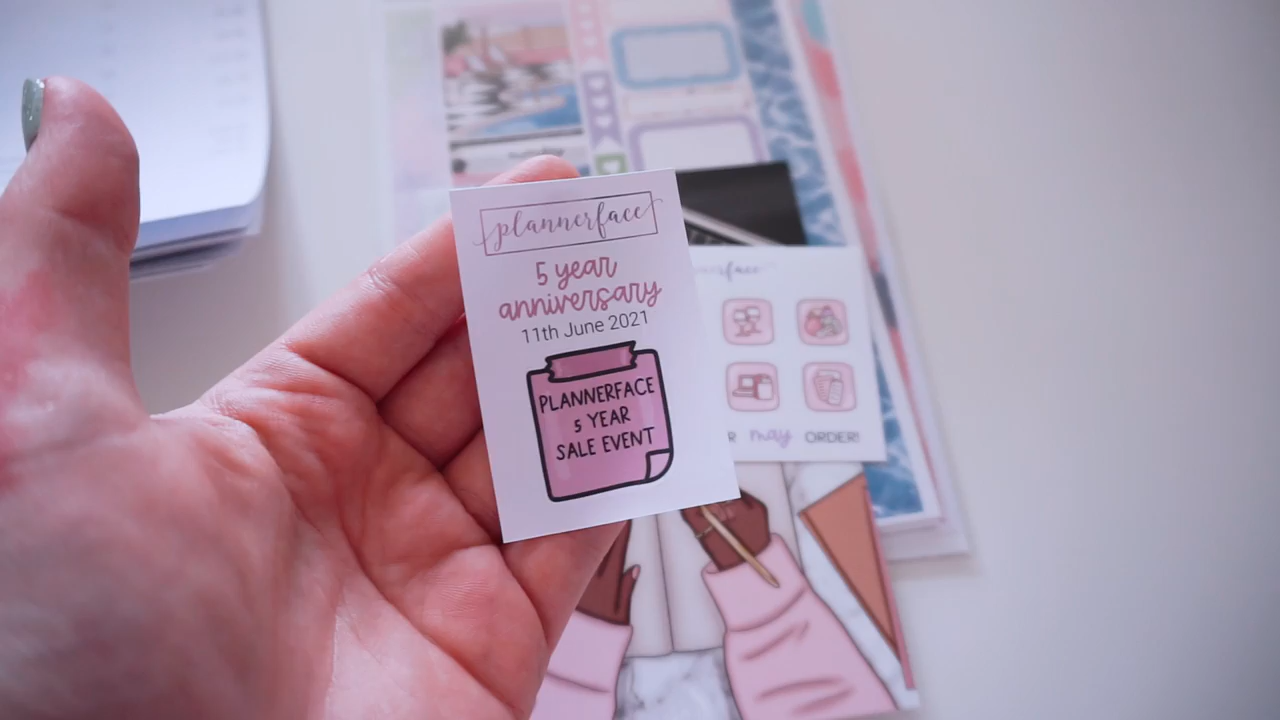 plannerface
5 year
anniversary
11th June 2021
PLANNERFACE
5 YEAR
SALE EVENT
may ORDER!